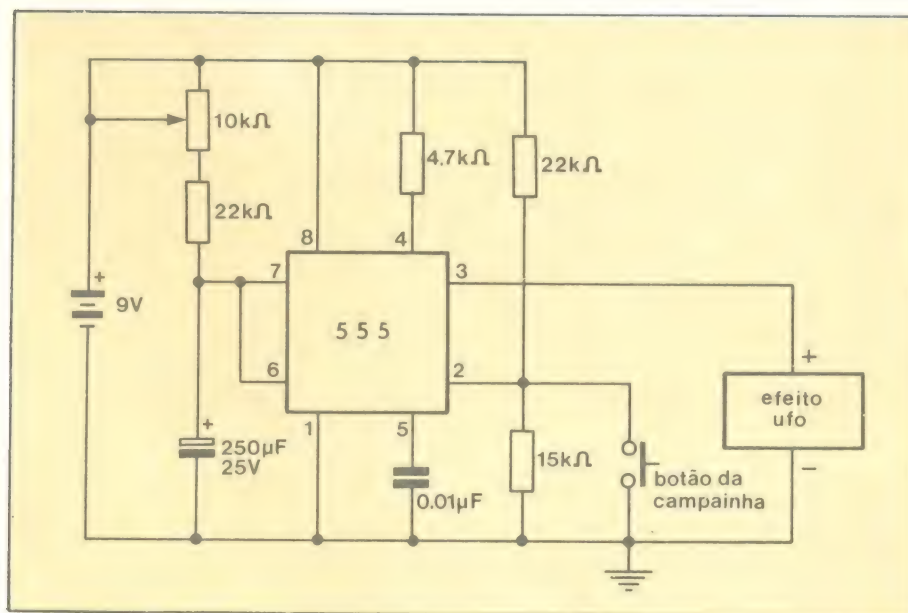 10kΩ
4.7kΩ
22kΩ
22kΩ
8
4
7
3
+
9V
555
+
6
2
efeito
ufo
1
5
+
250µF
25V
15kΩ
−
botão da
campainha
0.01µF